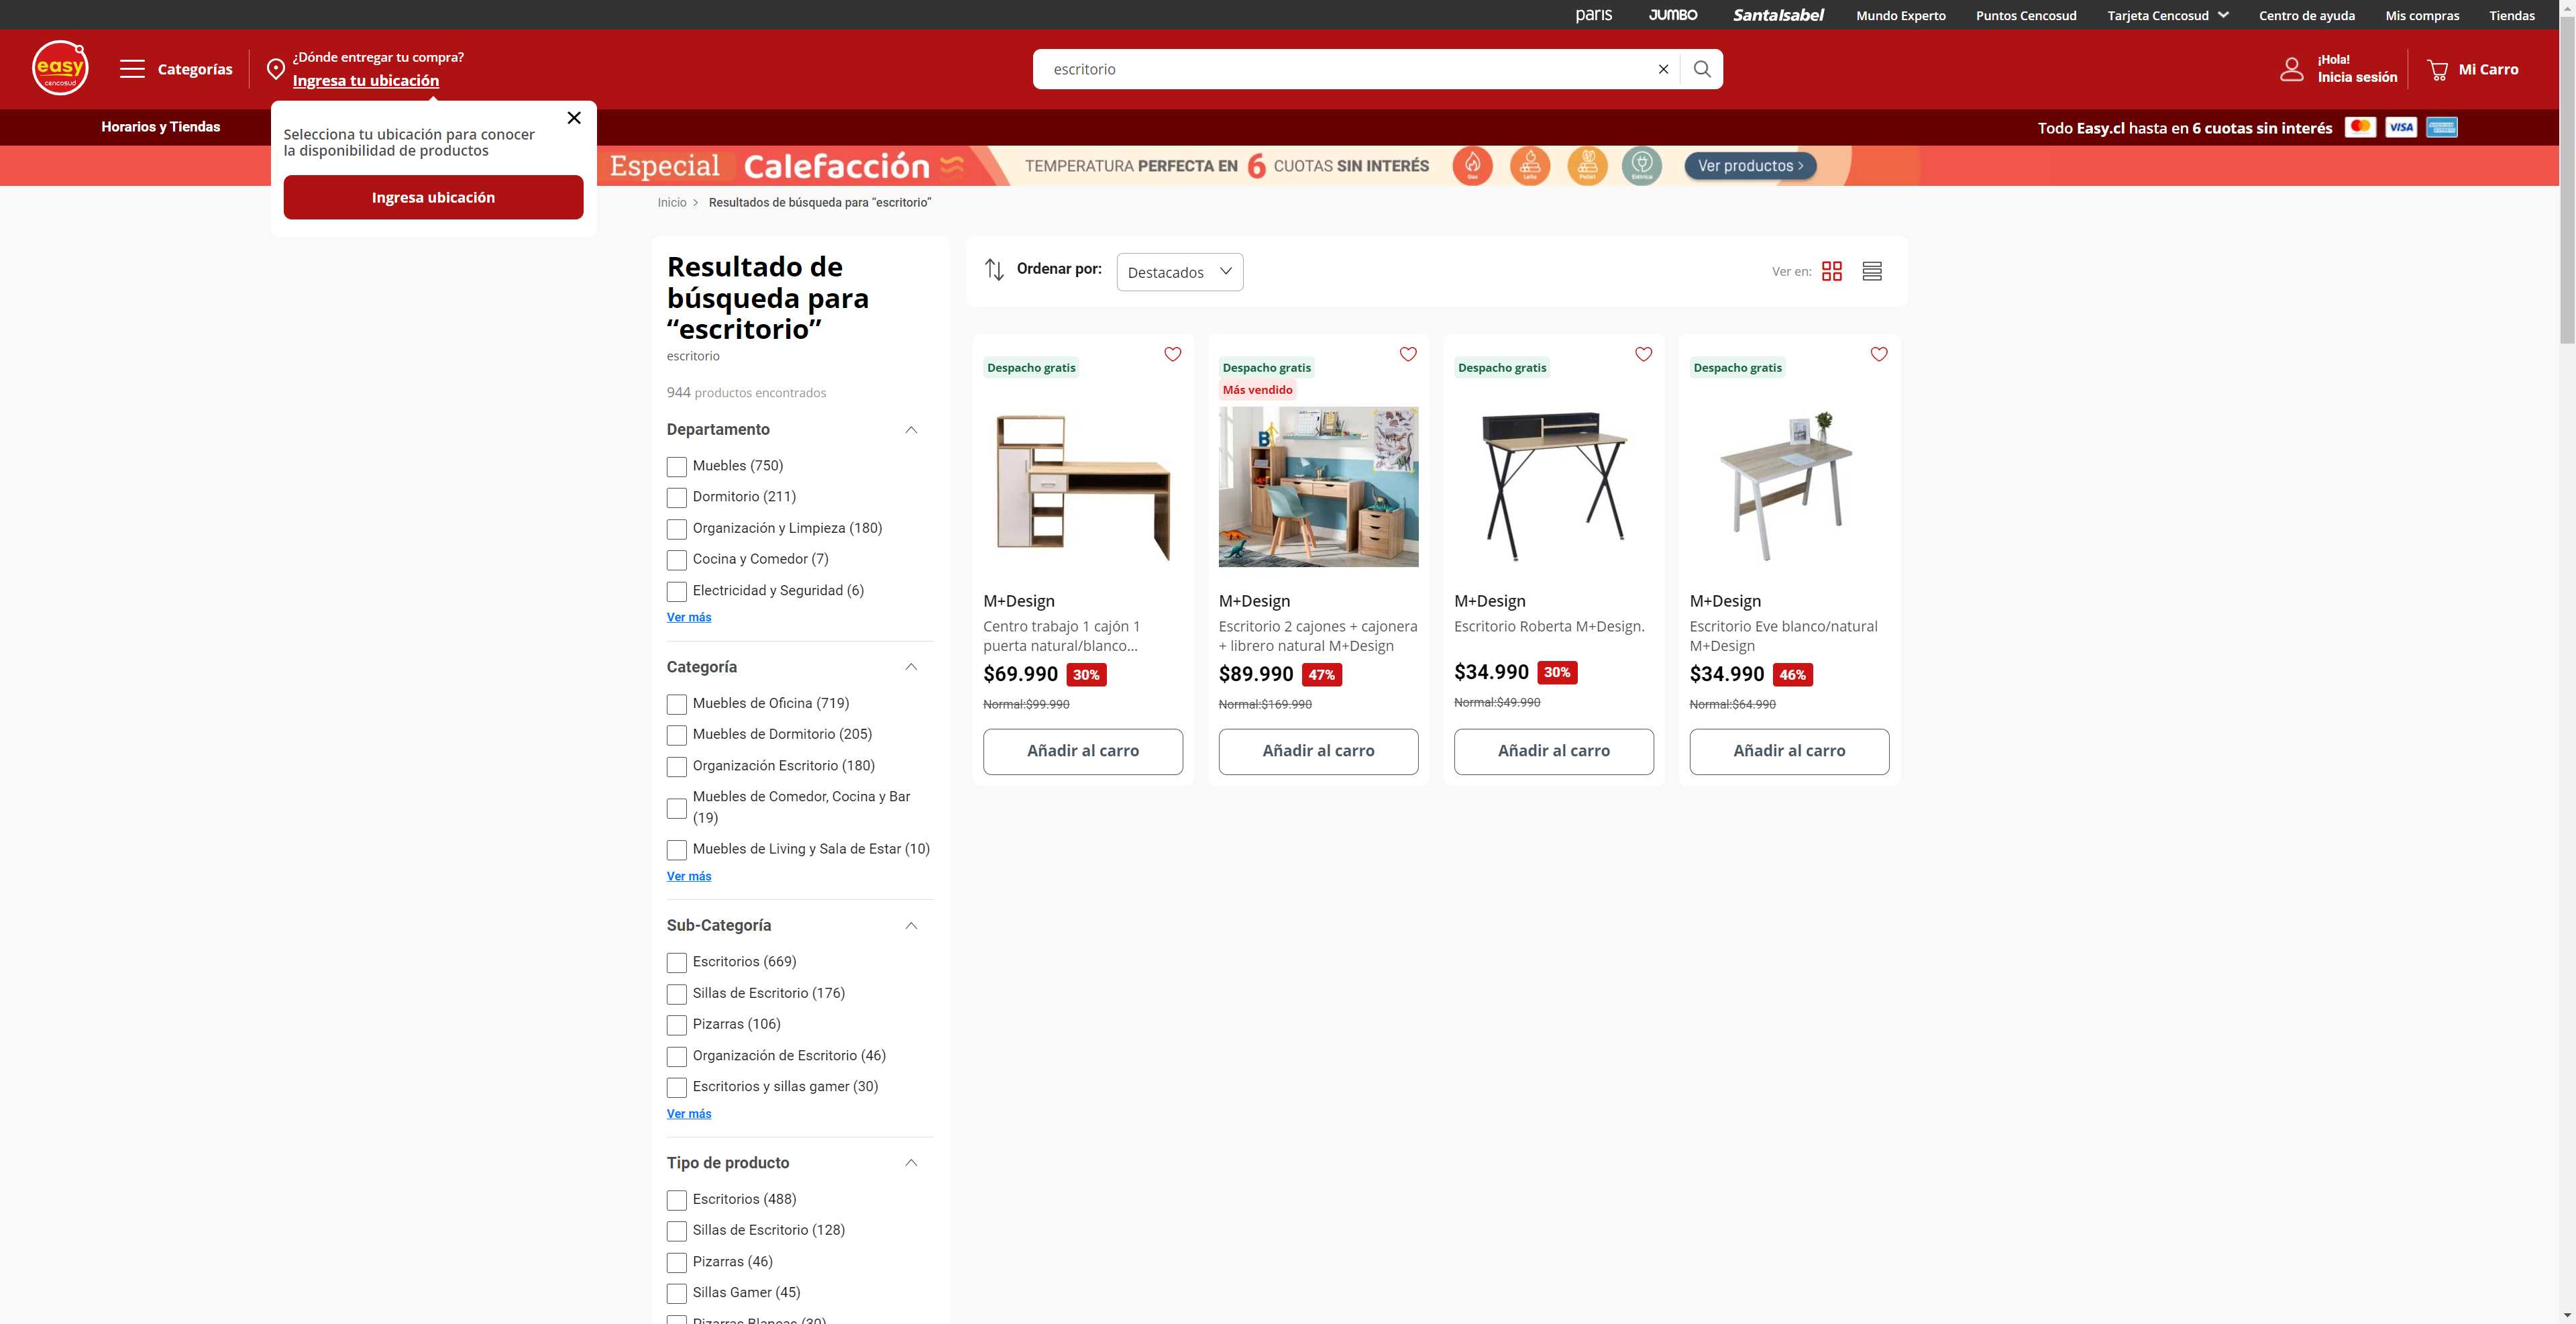 paris
JUMBO
SantaIsabel
Mundo Experto
Puntos Cencosud
Tarjeta Cencosud
Centro de ayuda
Mis compras
Tiendas
easy
cencosud
Categorías
¿Dónde entregar tu compra?
Ingresa tu ubicación
escritorio
¡Hola!
Inicia sesión
Mi Carro
Horarios y Tiendas
Todo Easy.cl hasta en 6 cuotas sin interés
VISA
Selecciona tu ubicación para conocer
la disponibilidad de productos
Ingresa ubicación
Especial Calefacción
TEMPERATURA PERFECTA EN 6 CUOTAS SIN INTERÉS
Gas
Leña
Pellet
Eléctrica
Ver productos >
Inicio > Resultados de búsqueda para “escritorio”
Resultado de
búsqueda para
“escritorio”
escritorio
944 productos encontrados
Departamento
Muebles (750)
Dormitorio (211)
Organización y Limpieza (180)
Cocina y Comedor (7)
Electricidad y Seguridad (6)
Ver más
Categoría
Muebles de Oficina (719)
Muebles de Dormitorio (205)
Organización Escritorio (180)
Muebles de Comedor, Cocina y Bar
(19)
Muebles de Living y Sala de Estar (10)
Ver más
Sub-Categoría
Escritorios (669)
Sillas de Escritorio (176)
Pizarras (106)
Organización de Escritorio (46)
Escritorios y sillas gamer (30)
Ver más
Tipo de producto
Escritorios (488)
Sillas de Escritorio (128)
Pizarras (46)
Sillas Gamer (45)
Pizarras Blancas (30)
Ordenar por:
Destacados
Ver en:
Despacho gratis
M+Design
Centro trabajo 1 cajón 1
puerta natural/blanco...
$69.990 30%
Normal:$99.990
Añadir al carro
Despacho gratis
Más vendido
B
M+Design
Escritorio 2 cajones + cajonera
+ librero natural M+Design
$89.990 47%
Normal:$169.990
Añadir al carro
Despacho gratis
M+Design
Escritorio Roberta M+Design.
$34.990 30%
Normal:$49.990
Añadir al carro
Despacho gratis
M+Design
Escritorio Eve blanco/natural
M+Design
$34.990 46%
Normal:$64.990
Añadir al carro